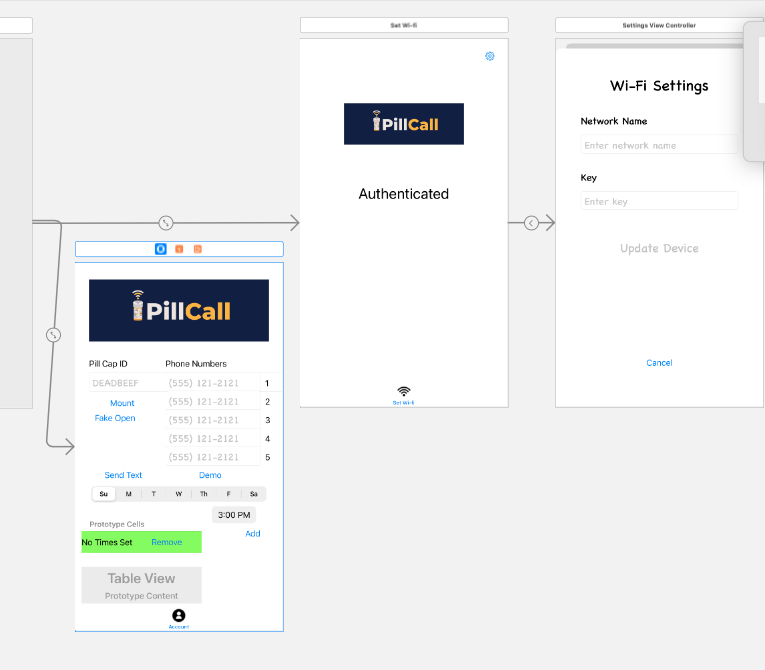 Set Wi-fi
PillCall
Authenticated
Set Wi-fi
Settings View Controller
Wi-Fi Settings
Network Name
Enter network name
Key
Enter key
Update Device
Cancel
PillCall
Pill Cap ID Phone Numbers
DEADBEEF (555) 121-2121 1
Mount (555) 121-2121 2
Fake Open (555) 121-2121 3
(555) 121-2121 4
(555) 121-2121 5
Send Text Demo
Su M T W Th F Sa
3:00 PM
Prototype Cells
Add
No Times Set Remove
Table View
Prototype Content
Account